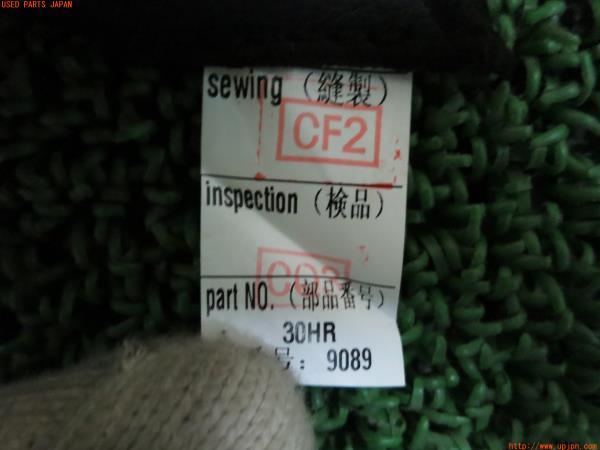 USED PARTS JAPAN
sewing (縫製)
CF2
inspection (検品)
part NO. (部品番号)
30HR
号: 9089
http://www.upjpn.com